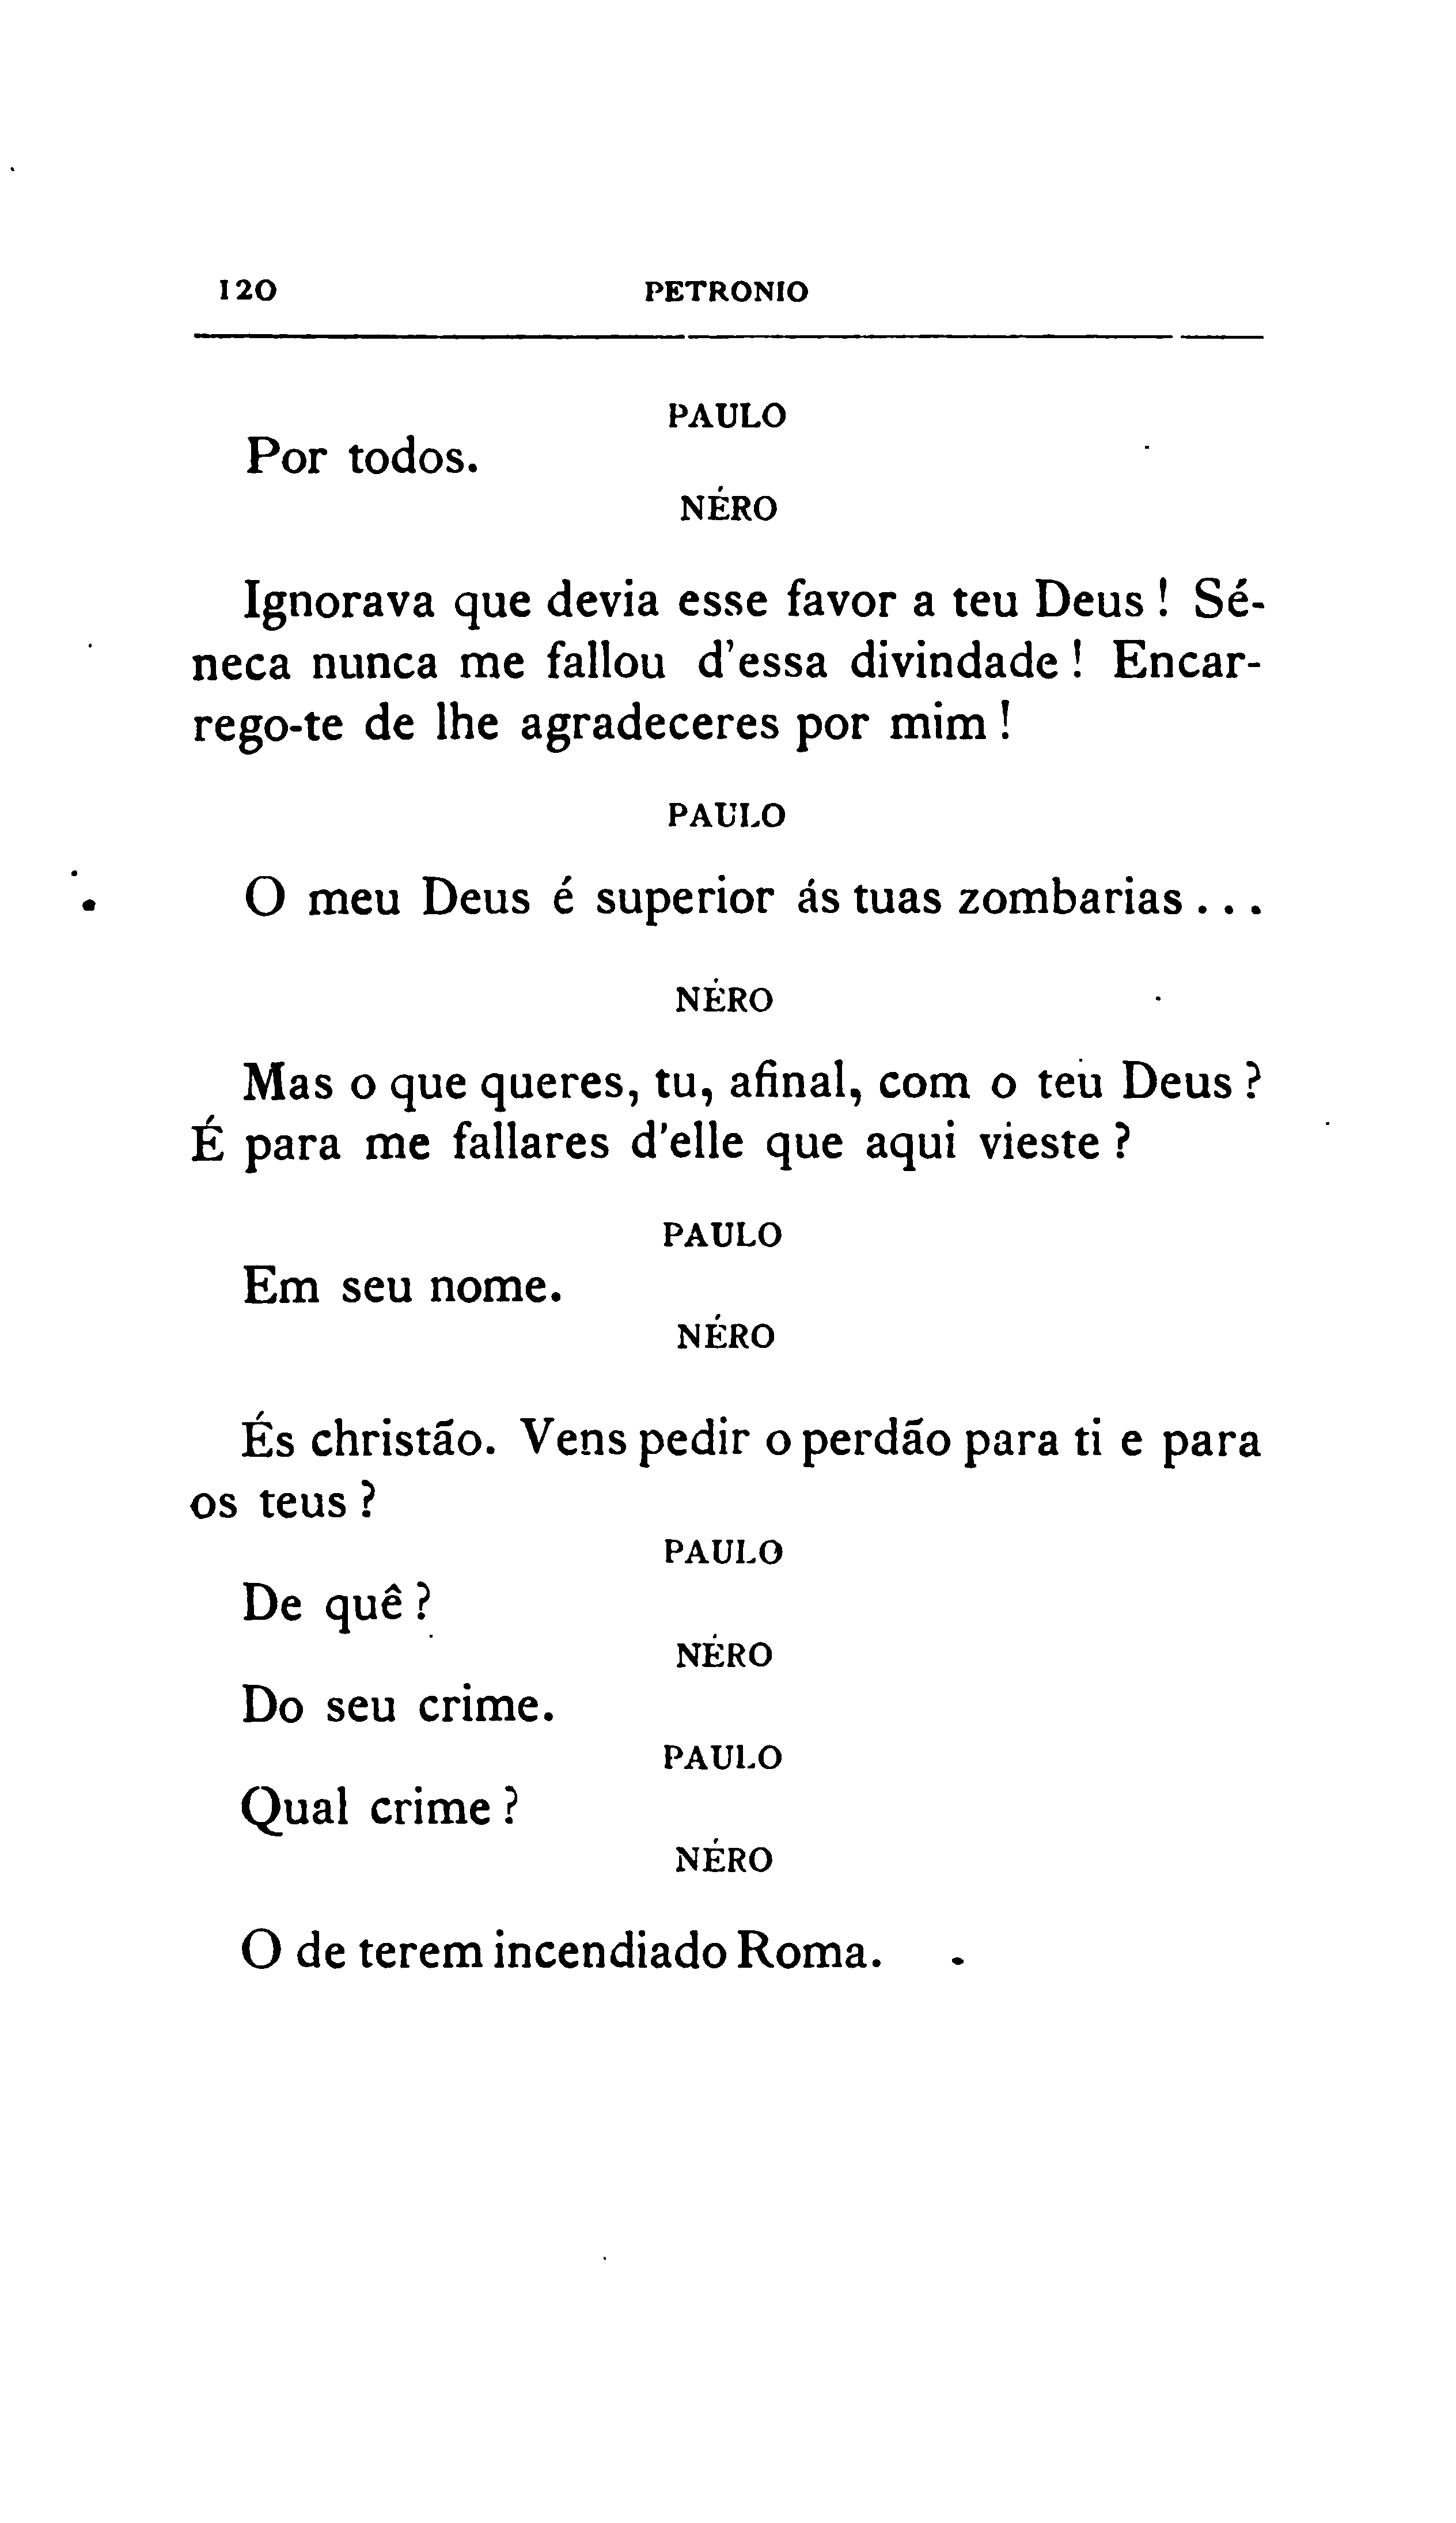 120 PETRONIO
PAULO
Por todos.
NÉRO
Ignorava que devia esse favor a teu Deus ! Sé-
neca nunca me fallou d'essa divindade ! Encar-
rego-te de lhe agradeceres por mim !
PAULO
O meu Deus é superior ás tuas zombarias . . .
NÉRO
Mas o que queres, tu, afinal, com o teu Deus ?
É para me fallares d'elle que aqui vieste ?
PAULO
Em seu nome.
NÉRO
És christão. Vens pedir o perdão para ti e para
os teus ?
PAULO
De quê ?
NÉRO
Do seu crime.
PAULO
Qual crime ?
NÉRO
O de terem incendiado Roma.